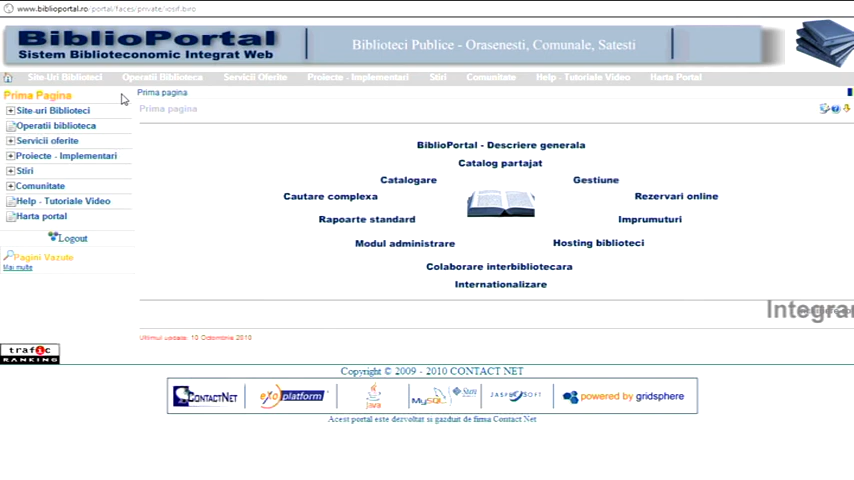 www.biblioportal.ro/portal/faces/private/iosif.biro
BiblioPortal
Sistem Biblioteconomic Integrat Web
Biblioteci Publice - Orasenesti, Comunale, Satesti
Site-Uri Biblioteci Operatii Biblioteca Servicii Oferite Proiecte - Implementari Stiri Comunitate Help - Tutoriale Video Harta Portal
Prima Pagina
Prima pagina
Prima pagina
Site-uri Biblioteci
Operatii biblioteca
Servicii oferite
Proiecte - Implementari
Stiri
Comunitate
Help - Tutoriale Video
Harta portal
Logout
Pagini Vazute
Mai multe
BiblioPortal - Descriere generala
Catalog partajat
Catalogare Gestiune
Cautare complexa Rezervari online
Rapoarte standard Imprumuturi
Modul administrare Hosting biblioteci
Colaborare interbibliotecara
Internationalizare
Integrar
Ultimul update: 10 Octombrie 2010
trafic
RANKING
Copyright © 2009 - 2010 CONTACT NET
CONTACTNET exo platform Java MySQL JASPERSOFT powered by gridsphere
Acest portal este dezvoltat si gazduit de firma Contact Net